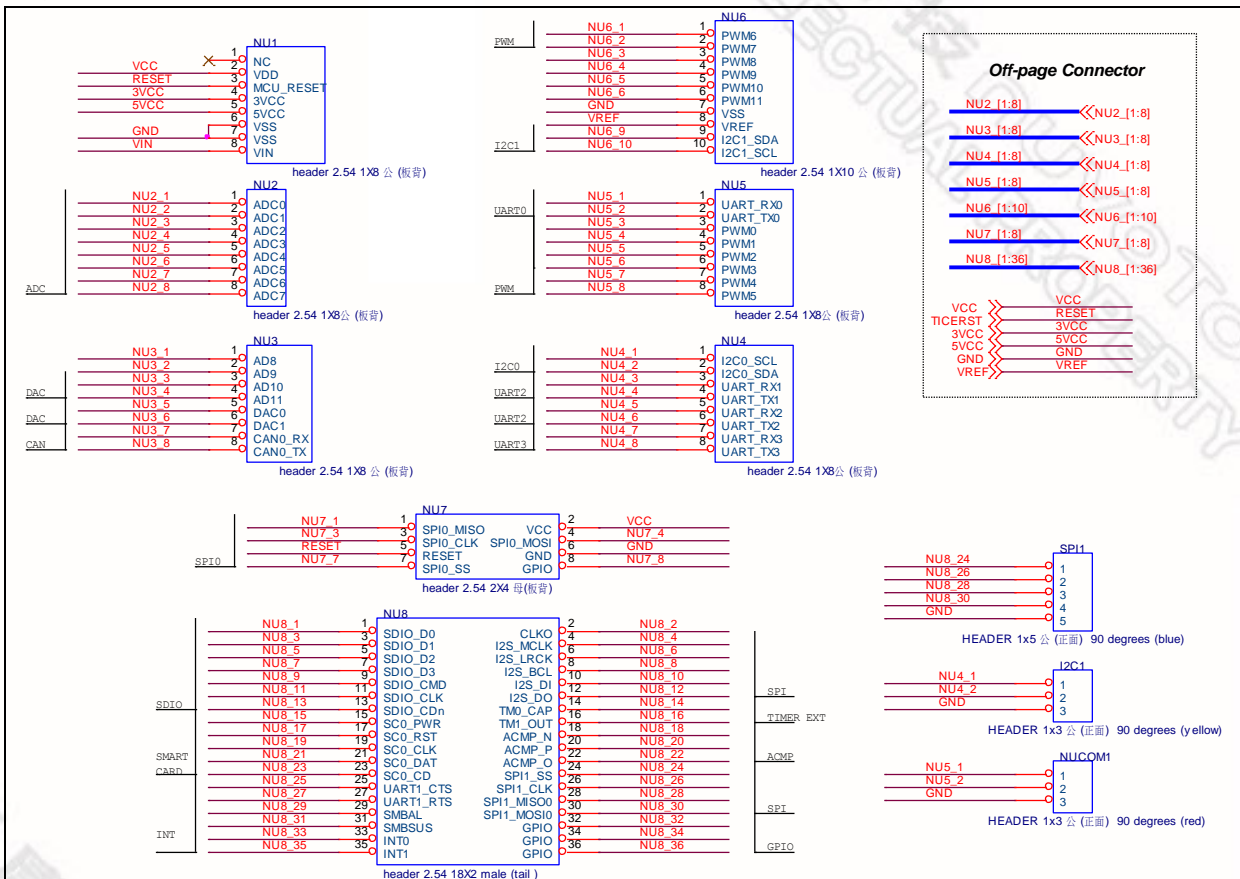 NU1
1 NC
VCC 2 VDD
RESET 3 MCU_RESET
3VCC 4 3VCC
5VCC 5 5VCC
6 VSS
GND 7 VSS
VIN 8 VIN
header 2.54 1X8 公 (板背)
NU2
NU2_1 1 ADC0
NU2_2 2 ADC1
NU2_3 3 ADC2
NU2_4 4 ADC3
NU2_5 5 ADC4
NU2_6 6 ADC5
NU2_7 7 ADC6
ADC NU2_8 8 ADC7
header 2.54 1X8公 (板背)
NU3
NU3_1 1 AD8
NU3_2 2 AD9
NU3_3 3 AD10
DAC NU3_4 4 AD11
NU3_5 5 DAC0
DAC NU3_6 6 DAC1
NU3_7 7 CAN0_RX
CAN NU3_8 8 CAN0_TX
header 2.54 1X8 公 (板背)
NU6
NU6_1 1 PWM6
PWM NU6_2 2 PWM7
NU6_3 3 PWM8
NU6_4 4 PWM9
NU6_5 5 PWM10
NU6_6 6 PWM11
GND 7 VSS
VREF 8 VREF
NU6_9 9 I2C1_SDA
I2C1 NU6_10 10 I2C1_SCL
header 2.54 1X10 公 (板背)
NU5
NU5_1 1 UART_RX0
UART0 NU5_2 2 UART_TX0
NU5_3 3 PWM0
NU5_4 4 PWM1
NU5_5 5 PWM2
NU5_6 6 PWM3
NU5_7 7 PWM4
PWM NU5_8 8 PWM5
header 2.54 1X8公 (板背)
NU4
NU4_1 1 I2C0_SCL
I2C0 NU4_2 2 I2C0_SDA
NU4_3 3 UART_RX1
UART2 NU4_4 4 UART_TX1
NU4_5 5 UART_RX2
UART2 NU4_6 6 UART_TX2
NU4_7 7 UART_RX3
UART3 NU4_8 8 UART_TX3
header 2.54 1X8公 (板背)
Off-page Connector
NU2_[1:8] NU2_[1:8]
NU3_[1:8] NU3_[1:8]
NU4_[1:8] NU4_[1:8]
NU5_[1:8] NU5_[1:8]
NU6_[1:10] NU6_[1:10]
NU7_[1:8] NU7_[1:8]
NU8_[1:36] NU8_[1:36]
VCC VCC
TICERST RESET
3VCC 3VCC
5VCC 5VCC
GND GND
VREF VREF
NU7
NU7_1 1 SPI0_MISO VCC 2 VCC
NU7_3 3 SPI0_CLK SPI0_MOSI 4 NU7_4
RESET 5 RESET GND 6 GND
SPI0 NU7_7 7 SPI0_SS GPIO 8 NU7_8
header 2.54 2X4 母(板背)
NU8
NU8_1 1 SDIO_D0 CLKO 2 NU8_2
NU8_3 3 SDIO_D1 I2S_MCLK 4 NU8_4
NU8_5 5 SDIO_D2 I2S_LRCK 6 NU8_6
NU8_7 7 SDIO_D3 I2S_BCL 8 NU8_8
NU8_9 9 SDIO_CMD I2S_DI 10 NU8_10
NU8_11 11 SDIO_CLK I2S_DO 12 NU8_12 SPI
SDIO NU8_13 13 SDIO_CDn TM0_CAP 14 NU8_14
NU8_15 15 SC0_PWR TM1_OUT 16 NU8_16 TIMER EXT
NU8_17 17 SC0_RST ACMP_N 18 NU8_18
NU8_19 19 SC0_CLK ACMP_P 20 NU8_20
SMART NU8_21 21 SC0_DAT ACMP_O 22 NU8_22 ACMP
CARD NU8_23 23 SC0_CD SPI1_SS 24 NU8_24
NU8_25 25 UART1_CTS SPI1_CLK 26 NU8_26
NU8_27 27 UART1_RTS SPI1_MISO0 28 NU8_28
NU8_29 29 SMBAL SPI1_MOSI0 30 NU8_30 SPI
NU8_31 31 SMBSUS GPIO 32 NU8_32
INT NU8_33 33 INT0 GPIO 34 NU8_34
NU8_35 35 INT1 GPIO 36 NU8_36 GPIO
header 2.54 18X2 male (tail )
SPI1
NU8_24 1
NU8_26 2
NU8_28 3
NU8_30 4
GND 5
HEADER 1x5 公 (正面) 90 degrees (blue)
I2C1
NU4_1 1
NU4_2 2
GND 3
HEADER 1x3 公 (正面) 90 degrees (yellow)
NUCOM1
NU5_1 1
NU5_2 2
GND 3
HEADER 1x3 公 (正面) 90 degrees (red)